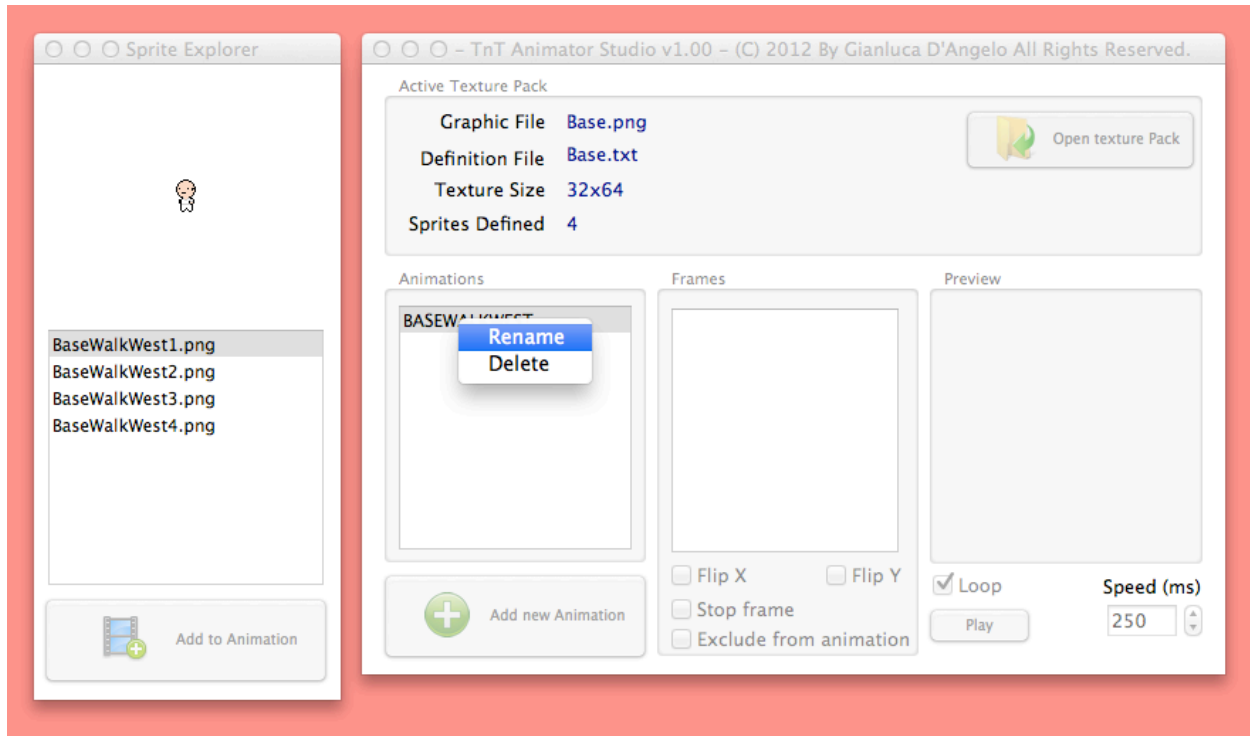 Sprite Explorer
BaseWalkWest1.png
BaseWalkWest2.png
BaseWalkWest3.png
BaseWalkWest4.png
Add to Animation
– TnT Animator Studio v1.00 – (C) 2012 By Gianluca D'Angelo All Rights Reserved.
Active Texture Pack
Graphic File Base.png
Definition File Base.txt
Texture Size 32x64
Sprites Defined 4
Open texture Pack
Animations
BASEWALKWEST
Rename
Delete
Add new Animation
Frames
Flip X Flip Y
Stop frame
Exclude from animation
Preview
Loop Speed (ms)
Play 250